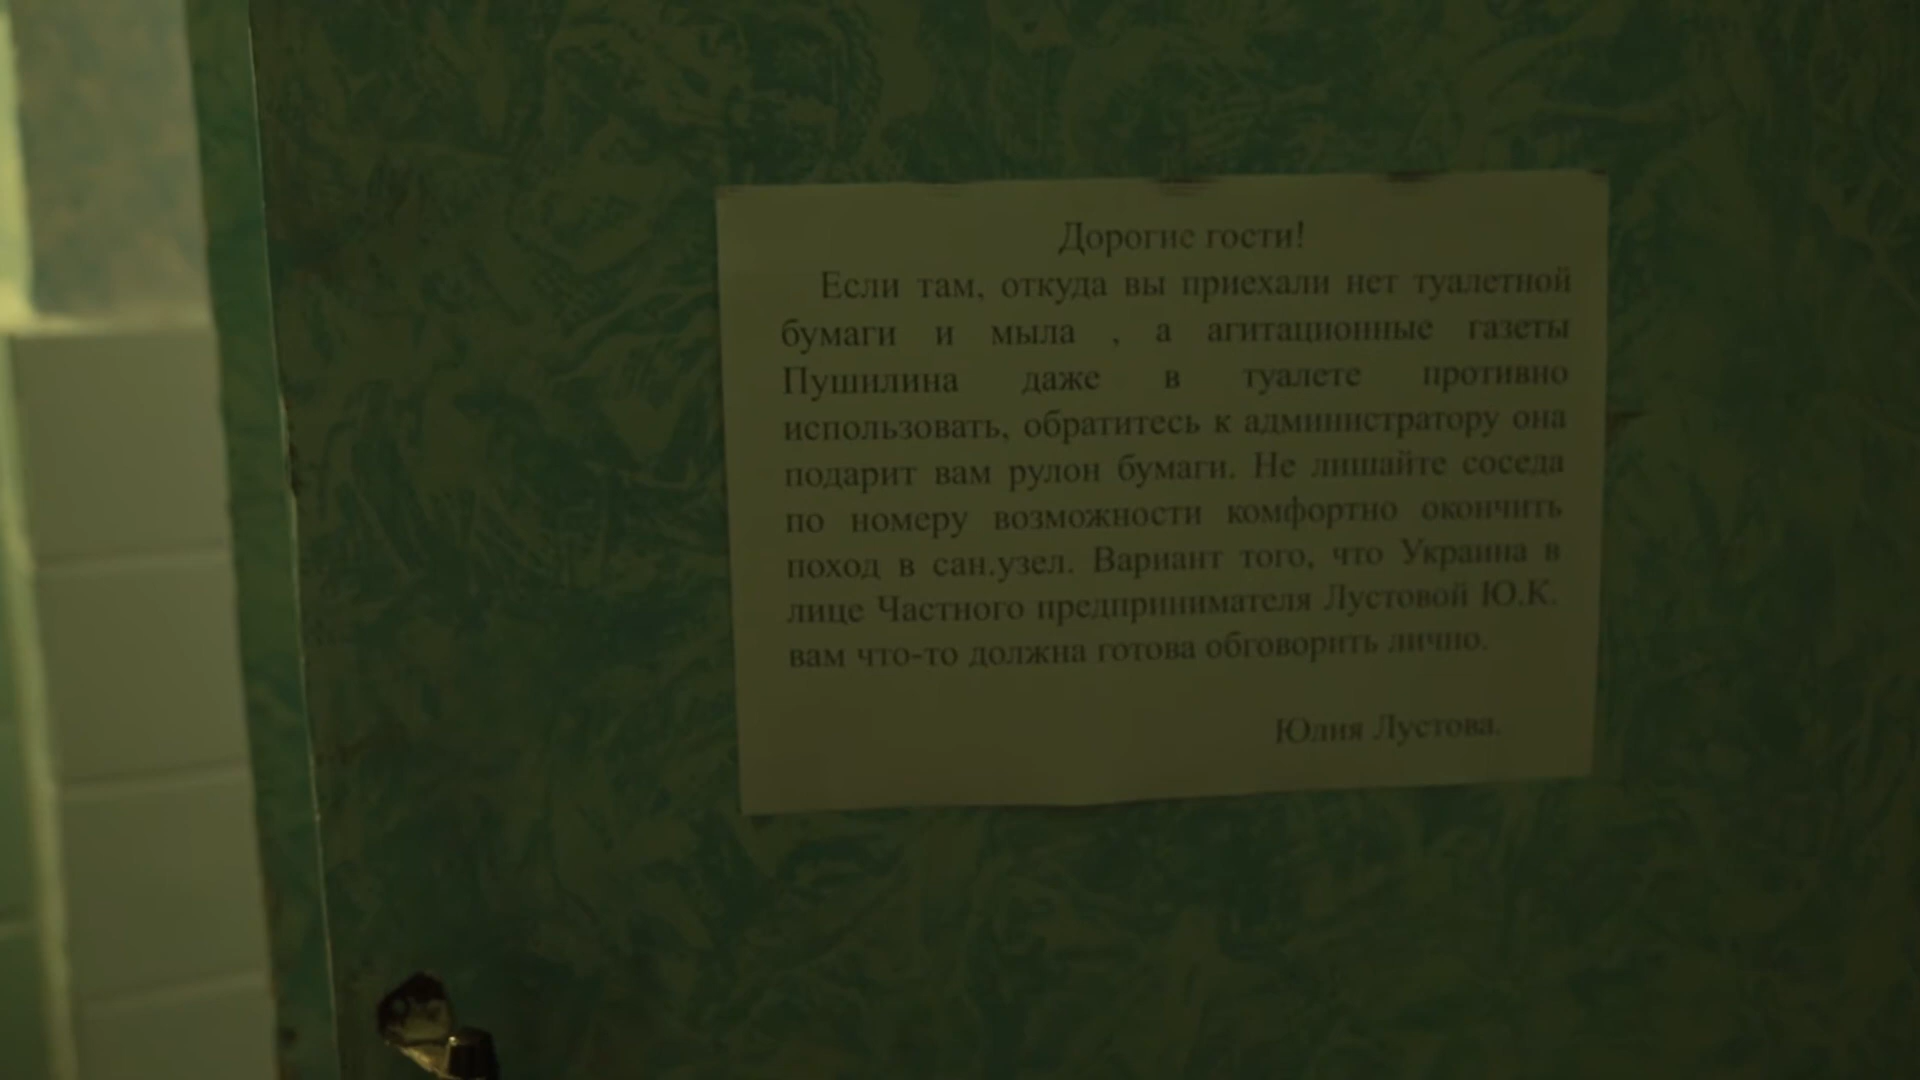 Дорогие гости!
Если там, откуда вы приехали нет туалетной
бумаги и мыла , а агитационные газеты
Пушилина даже в туалете противно
использовать, обратитесь к администратору она
подарит вам рулон бумаги. Не лишайте соседа
по номеру возможности комфортно окончить
поход в сан.узел. Вариант того, что Украина в
лице Частного предпринимателя Лустовой Ю.К.
вам что-то должна готова обговорить лично.
Юлия Лустова.